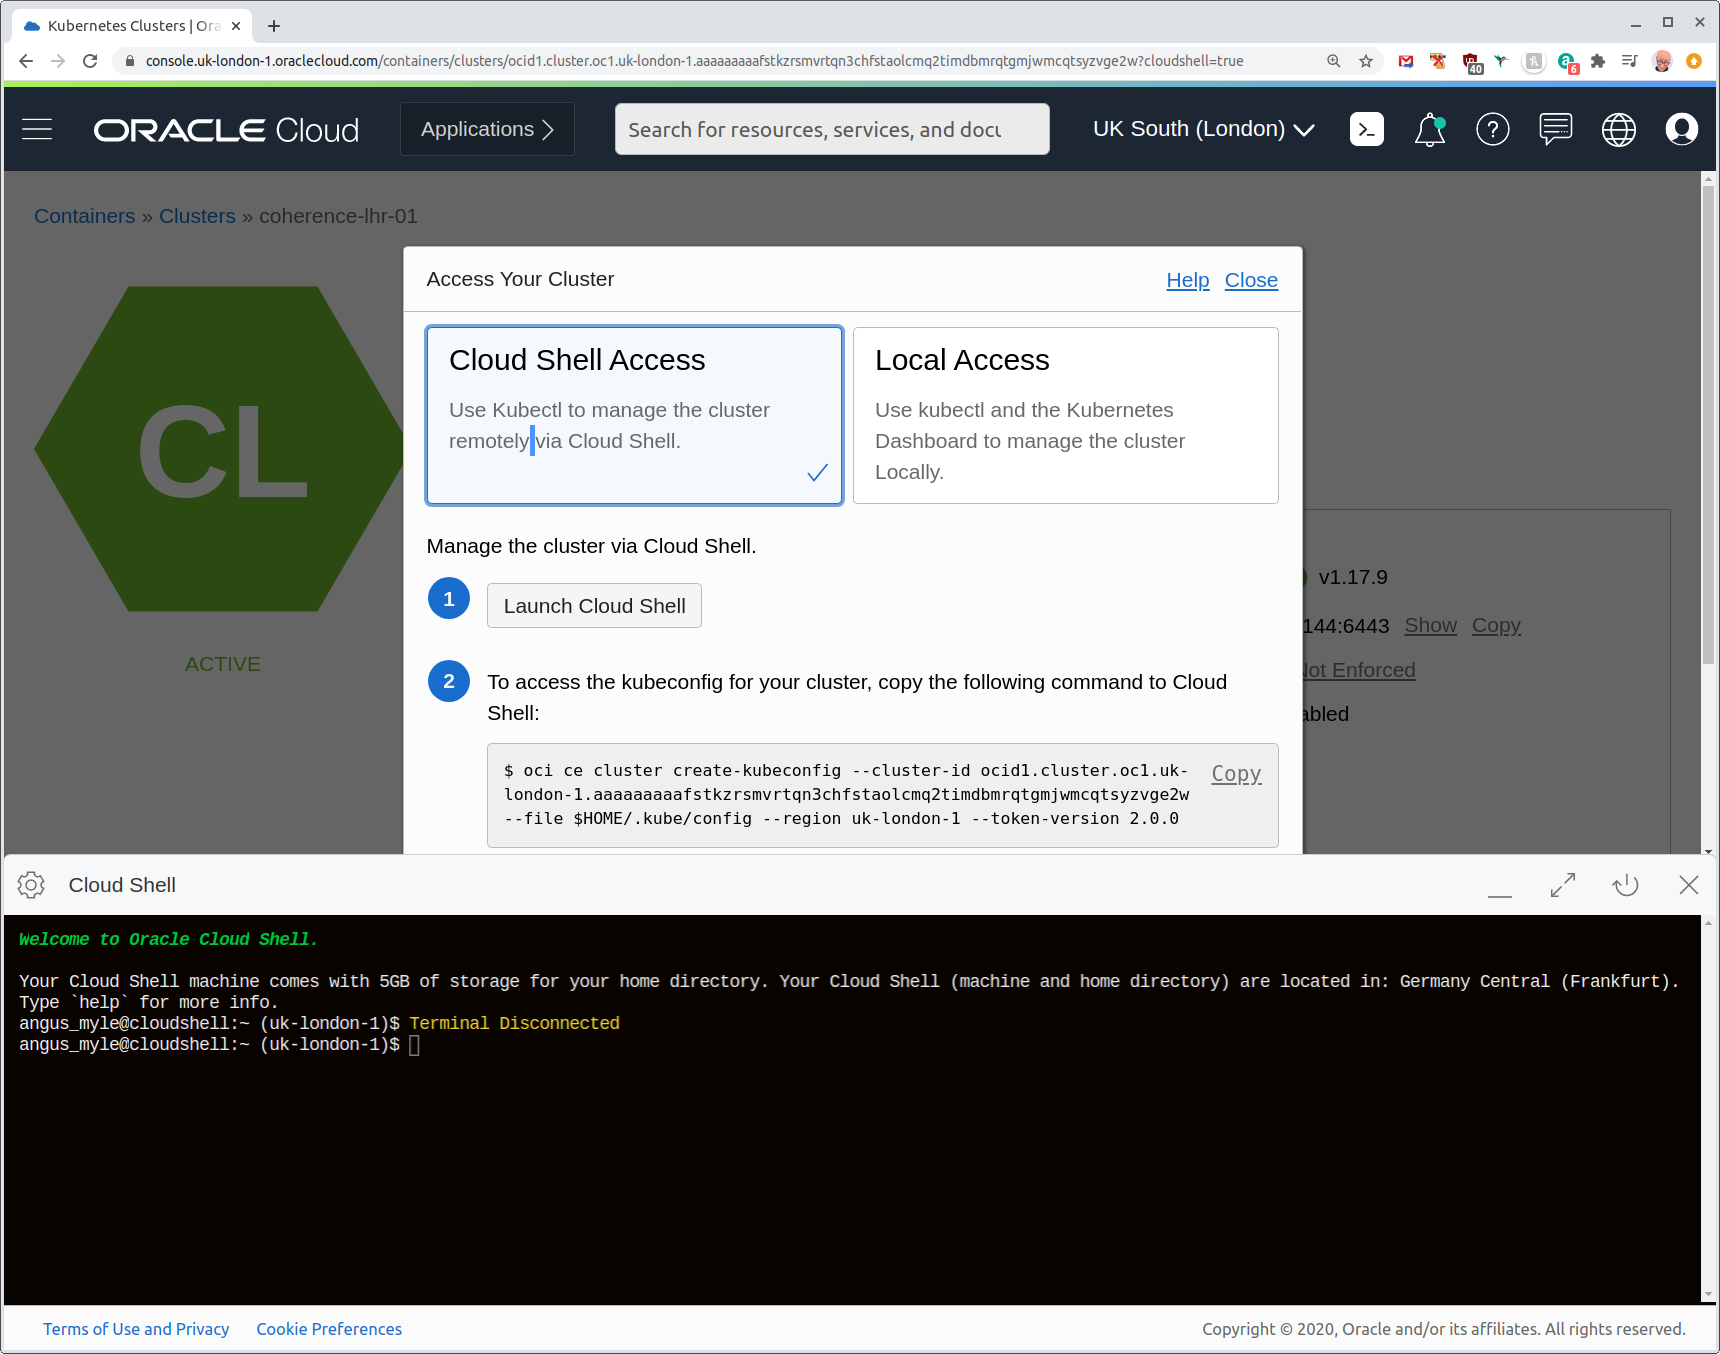 Kubernetes Clusters | Ora
console.uk-london-1.oraclecloud.com/containers/clusters/ocid1.cluster.oc1.uk-london-1.aaaaaaaaafstkzrsmvrtqn3chfstaolcmq2timdbmrqtgmjwmcqtsyzvge2w?cloudshell=true
40
6
ORACLE Cloud
Applications
Search for resources, services, and docu
UK South (London)
Containers » Clusters » coherence-lhr-01
CL
ACTIVE
Access Your Cluster
Help Close
Cloud Shell Access
Use Kubectl to manage the cluster
remotely via Cloud Shell.
Local Access
Use kubectl and the Kubernetes
Dashboard to manage the cluster
Locally.
Manage the cluster via Cloud Shell.
1
Launch Cloud Shell
2
To access the kubeconfig for your cluster, copy the following command to Cloud
Shell:
$ oci ce cluster create-kubeconfig --cluster-id ocid1.cluster.oc1.uk-
london-1.aaaaaaaaafstkzrsmvrtqn3chfstaolcmq2timdbmrqtgmjwmcqtsyzvge2w
--file $HOME/.kube/config --region uk-london-1 --token-version 2.0.0
Copy
v1.17.9
144:6443 Show Copy
Not Enforced
abled
Cloud Shell
Welcome to Oracle Cloud Shell.
Your Cloud Shell machine comes with 5GB of storage for your home directory. Your Cloud Shell (machine and home directory) are located in: Germany Central (Frankfurt).
Type `help` for more info.
angus_myle@cloudshell:~ (uk-london-1)$ Terminal Disconnected
angus_myle@cloudshell:~ (uk-london-1)$
Terms of Use and Privacy Cookie Preferences
Copyright © 2020, Oracle and/or its affiliates. All rights reserved.